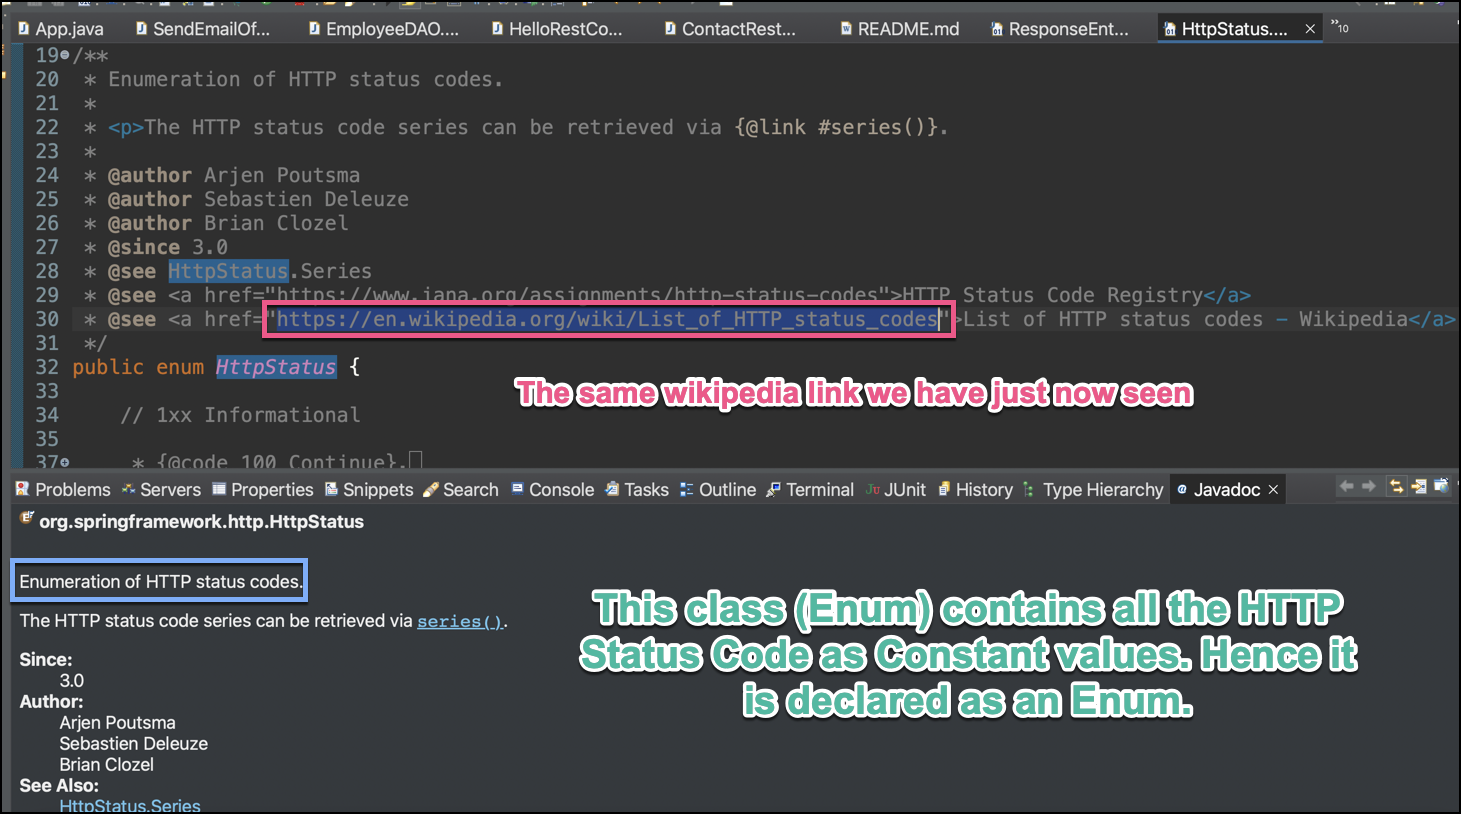 App.java SendEmailOf... EmployeeDAO.... HelloRestCo... ContactRest... README.md ResponseEnt... HttpStatus.... × »10
19 /**
20  * Enumeration of HTTP status codes.
21  *
22  * <p>The HTTP status code series can be retrieved via {@link #series()}.
23  *
24  * @author Arjen Poutsma
25  * @author Sebastien Deleuze
26  * @author Brian Clozel
27  * @since 3.0
28  * @see HttpStatus.Series
29  * @see <a href="https://www.iana.org/assignments/http-status-codes">HTTP Status Code Registry</a>
30  * @see <a href="https://en.wikipedia.org/wiki/List_of_HTTP_status_codes">List of HTTP status codes – Wikipedia</a>
31  */
32 public enum HttpStatus {
33
The same wikipedia link we have just now seen
34     // 1xx Informational
35
37      * {@code 100 Continue}.
Problems Servers Properties Snippets Search Console Tasks Outline Terminal JUnit History Type Hierarchy @ Javadoc ×
org.springframework.http.HttpStatus
Enumeration of HTTP status codes.
The HTTP status code series can be retrieved via series().
Since:
3.0
Author:
Arjen Poutsma
Sebastien Deleuze
Brian Clozel
See Also:
HttpStatus.Series
This class (Enum) contains all the HTTP
Status Code as Constant values. Hence it
is declared as an Enum.